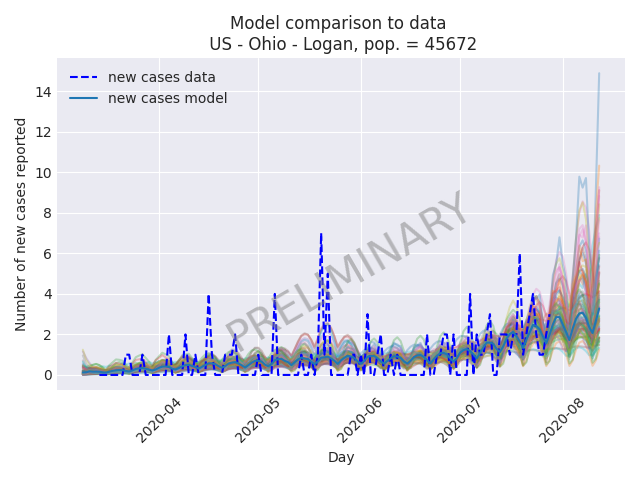 Model comparison to data
US - Ohio - Logan, pop. = 45672
new cases data
new cases model
PRELIMINARY
Number of new cases reported
14
12
10
8
6
4
2
0
2020-04
2020-05
2020-06
2020-07
2020-08
Day